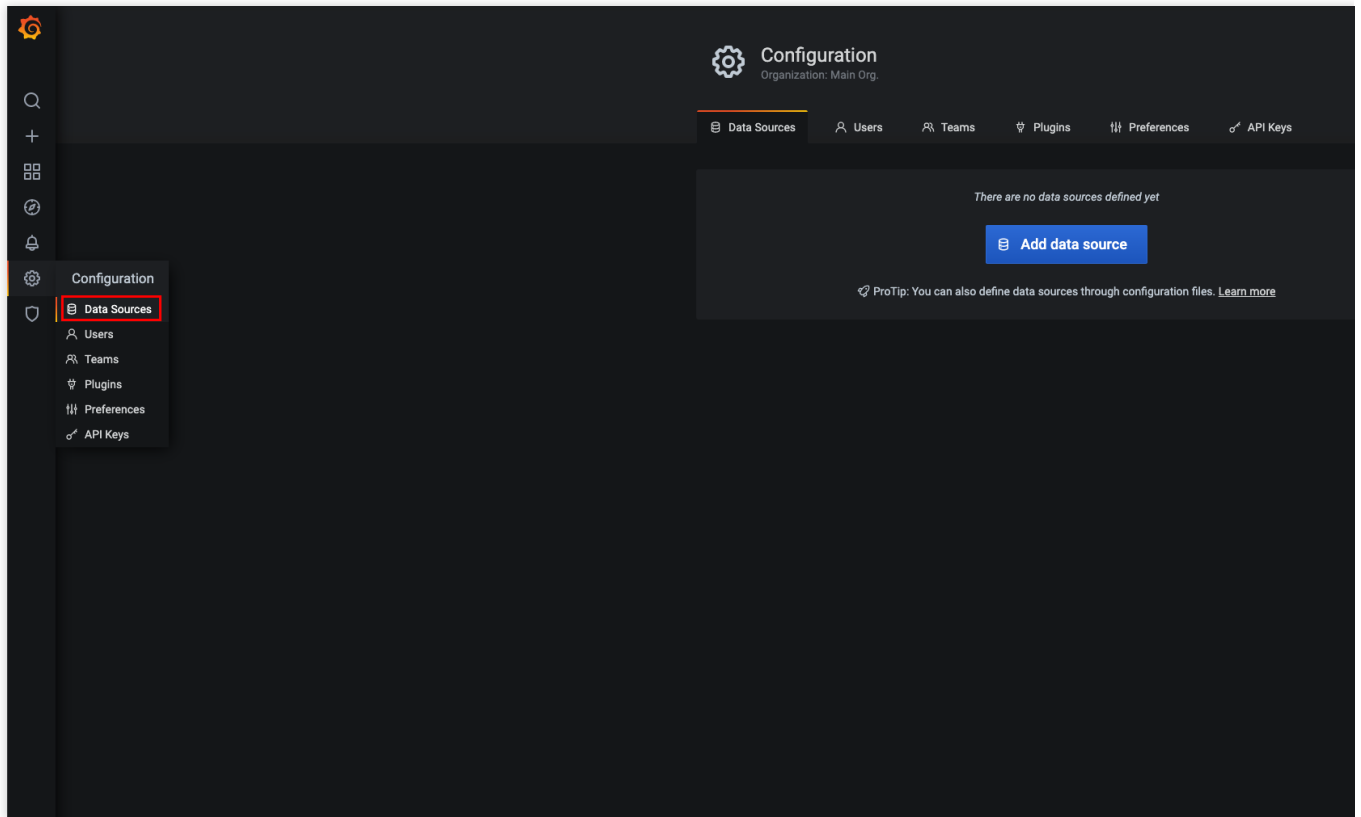 Configuration
Organization: Main Org.
Data Sources Users Teams Plugins Preferences API Keys
There are no data sources defined yet
Add data source
ProTip: You can also define data sources through configuration files. Learn more
Configuration
Data Sources
Users
Teams
Plugins
Preferences
API Keys